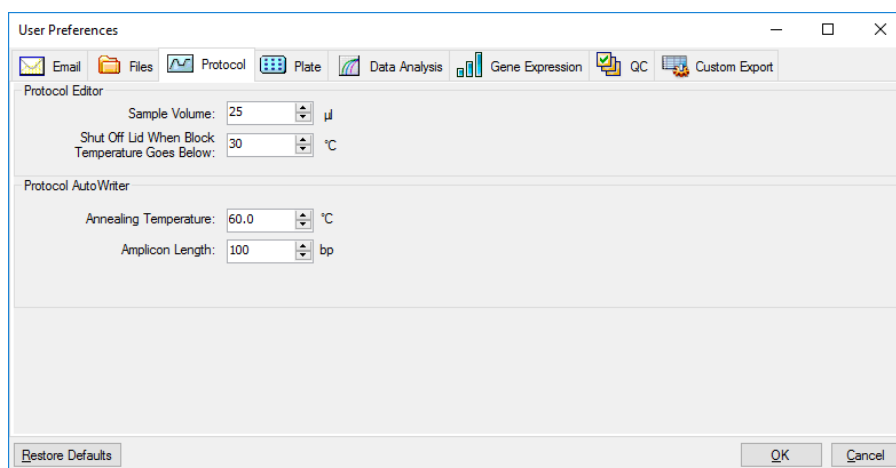 User Preferences
Email Files Protocol Plate Data Analysis Gene Expression QC Custom Export
Protocol Editor
Sample Volume: 25 µl
Shut Off Lid When Block
Temperature Goes Below: 30 °C
Protocol AutoWriter
Annealing Temperature: 60.0 °C
Amplicon Length: 100 bp
Restore Defaults OK Cancel